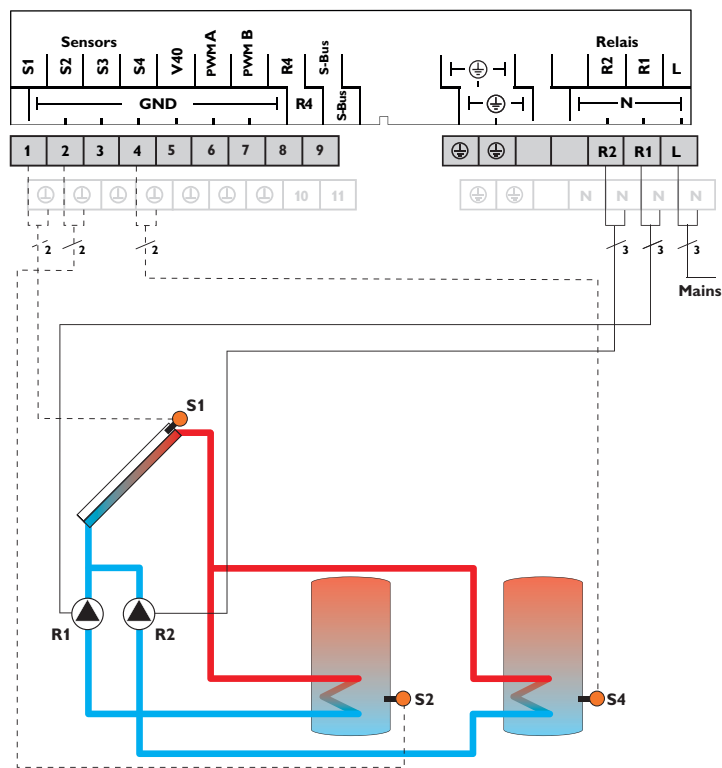 Sensors
Relais
S1 S2 S3 S4 V40 PWM A PWM B R4 S-Bus
R2 R1 L
GND R4 S-Bus
N
1 2 3 4 5 6 7 8 9
R2 R1 L
10 11
N N N N
2 2 2
3 3 3
Mains
S1
R1 R2
S2 S4